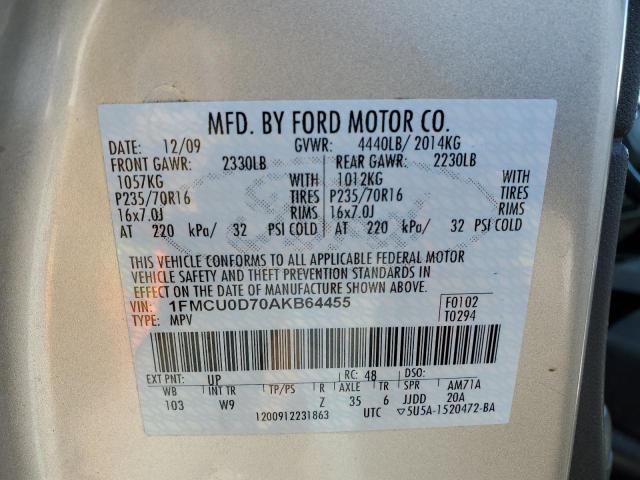 MFD. BY FORD MOTOR CO.
DATE: 12/09 GVWR: 4440LB/ 2014KG
FRONT GAWR: 2330LB REAR GAWR: 2230LB
1057KG WITH 1012KG WITH
P235/70R16 TIRES P235/70R16 TIRES
16x7.0J RIMS 16x7.0J RIMS
AT 220 kPa/ 32 PSI COLD AT 220 kPa/ 32 PSI COLD
THIS VEHICLE CONFORMS TO ALL APPLICABLE FEDERAL MOTOR
VEHICLE SAFETY AND THEFT PREVENTION STANDARDS IN
EFFECT ON THE DATE OF MANUFACTURE SHOWN ABOVE.
VIN: 1FMCU0D70AKB64455 F0102
TYPE: MPV T0294
EXT PNT: UP RC: 48 DSO:
WB INT TR TP/PS R AXLE TR SPR AM71A
103 W9 Z 35 6 JJDD 20A
1200912231863 UTC ▽5U5A-1520472-BA